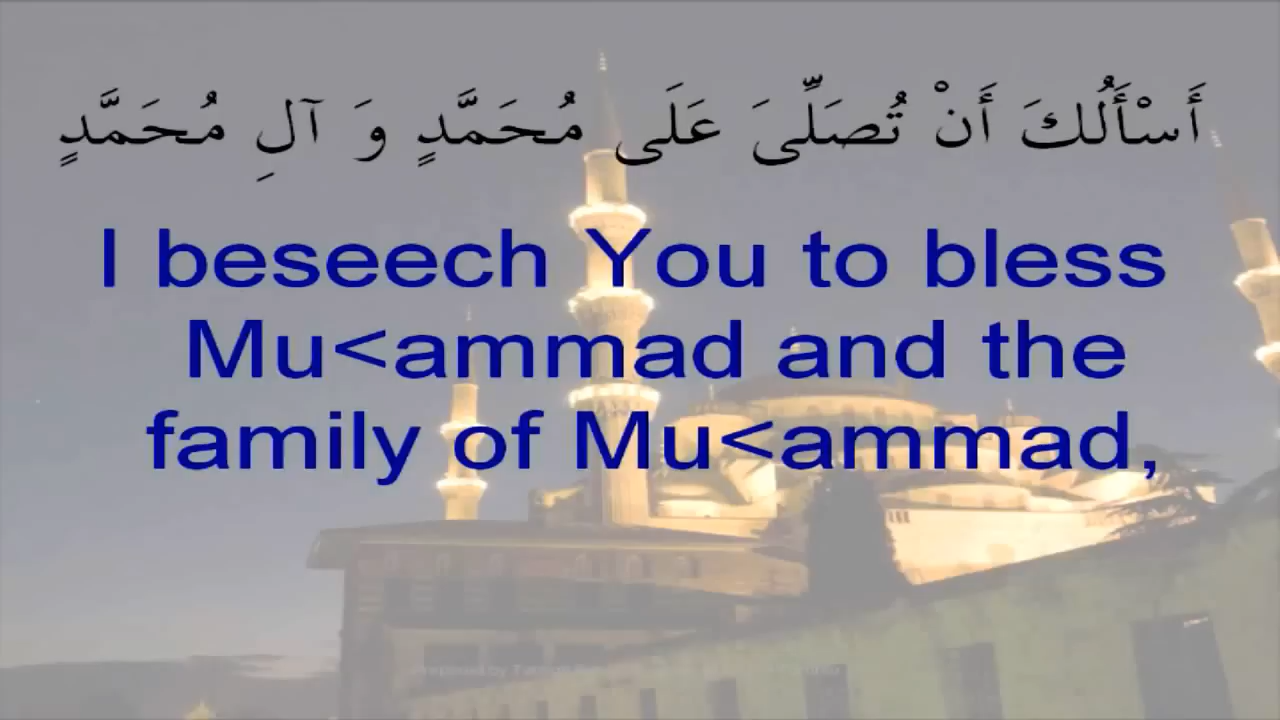 أَسْأَلُكَ أَنْ تُصَلِّىَ عَلَى مُحَمَّدٍ وَ آلِ مُحَمَّدٍ
I beseech You to bless
Mu<ammad and the
family of Mu<ammad,